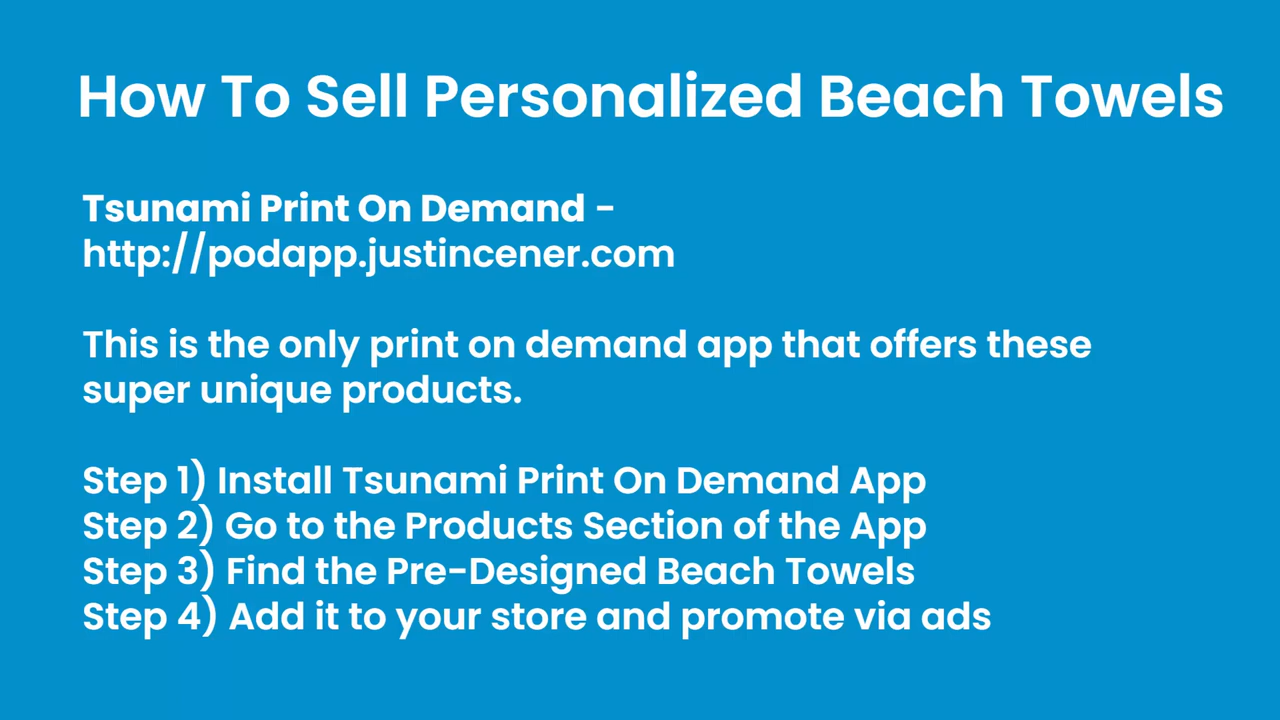 How To Sell Personalized Beach Towels
Tsunami Print On Demand -
http://podapp.justincener.com
This is the only print on demand app that offers these
super unique products.
Step 1) Install Tsunami Print On Demand App
Step 2) Go to the Products Section of the App
Step 3) Find the Pre-Designed Beach Towels
Step 4) Add it to your store and promote via ads